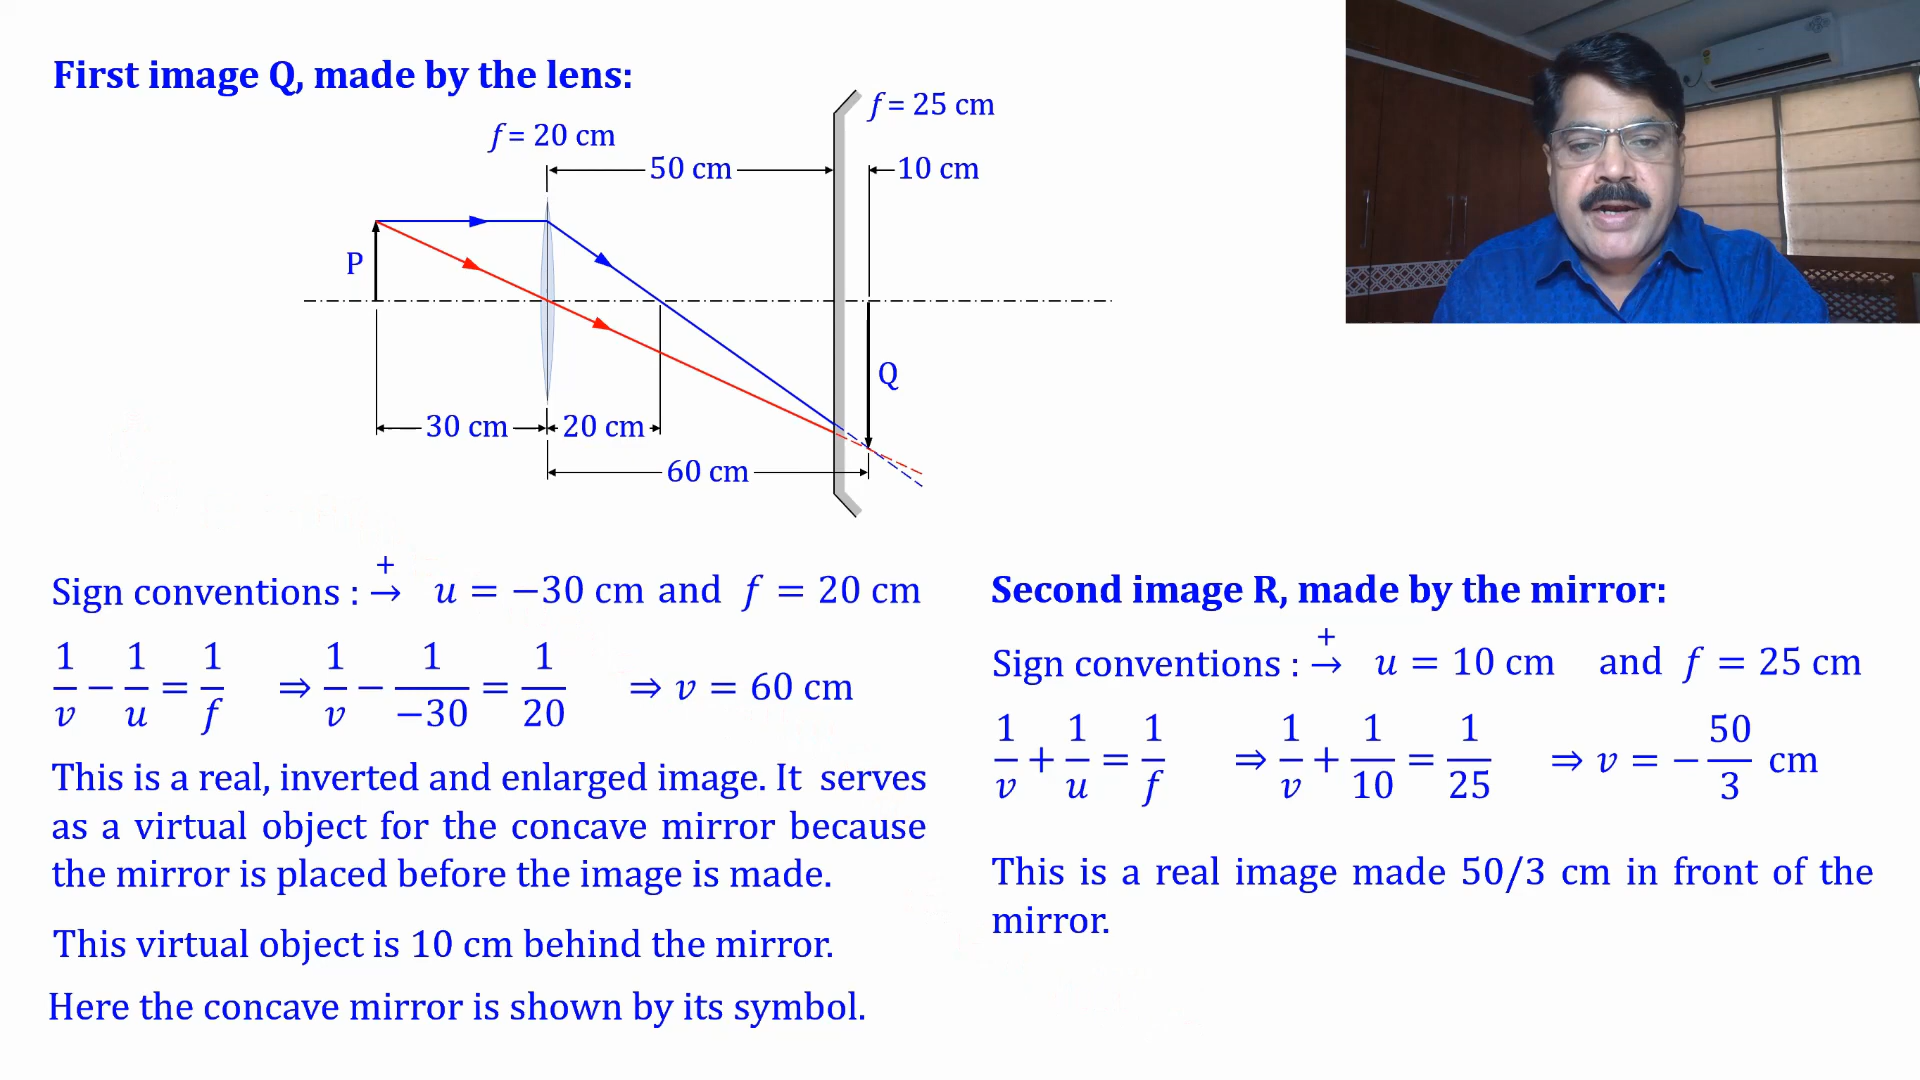 First image Q, made by the lens:
f = 25 cm
f = 20 cm
50 cm
10 cm
P
Q
30 cm
20 cm
60 cm
Sign conventions : + → u = −30 cm and f = 20 cm
1/v − 1/u = 1/f ⇒ 1/v − 1/−30 = 1/20 ⇒ v = 60 cm
This is a real, inverted and enlarged image. It serves
as a virtual object for the concave mirror because
the mirror is placed before the image is made.
This virtual object is 10 cm behind the mirror.
Here the concave mirror is shown by its symbol.
Second image R, made by the mirror:
Sign conventions : + → u = 10 cm and f = 25 cm
1/v + 1/u = 1/f ⇒ 1/v + 1/10 = 1/25 ⇒ v = − 50/3 cm
This is a real image made 50/3 cm in front of the
mirror.